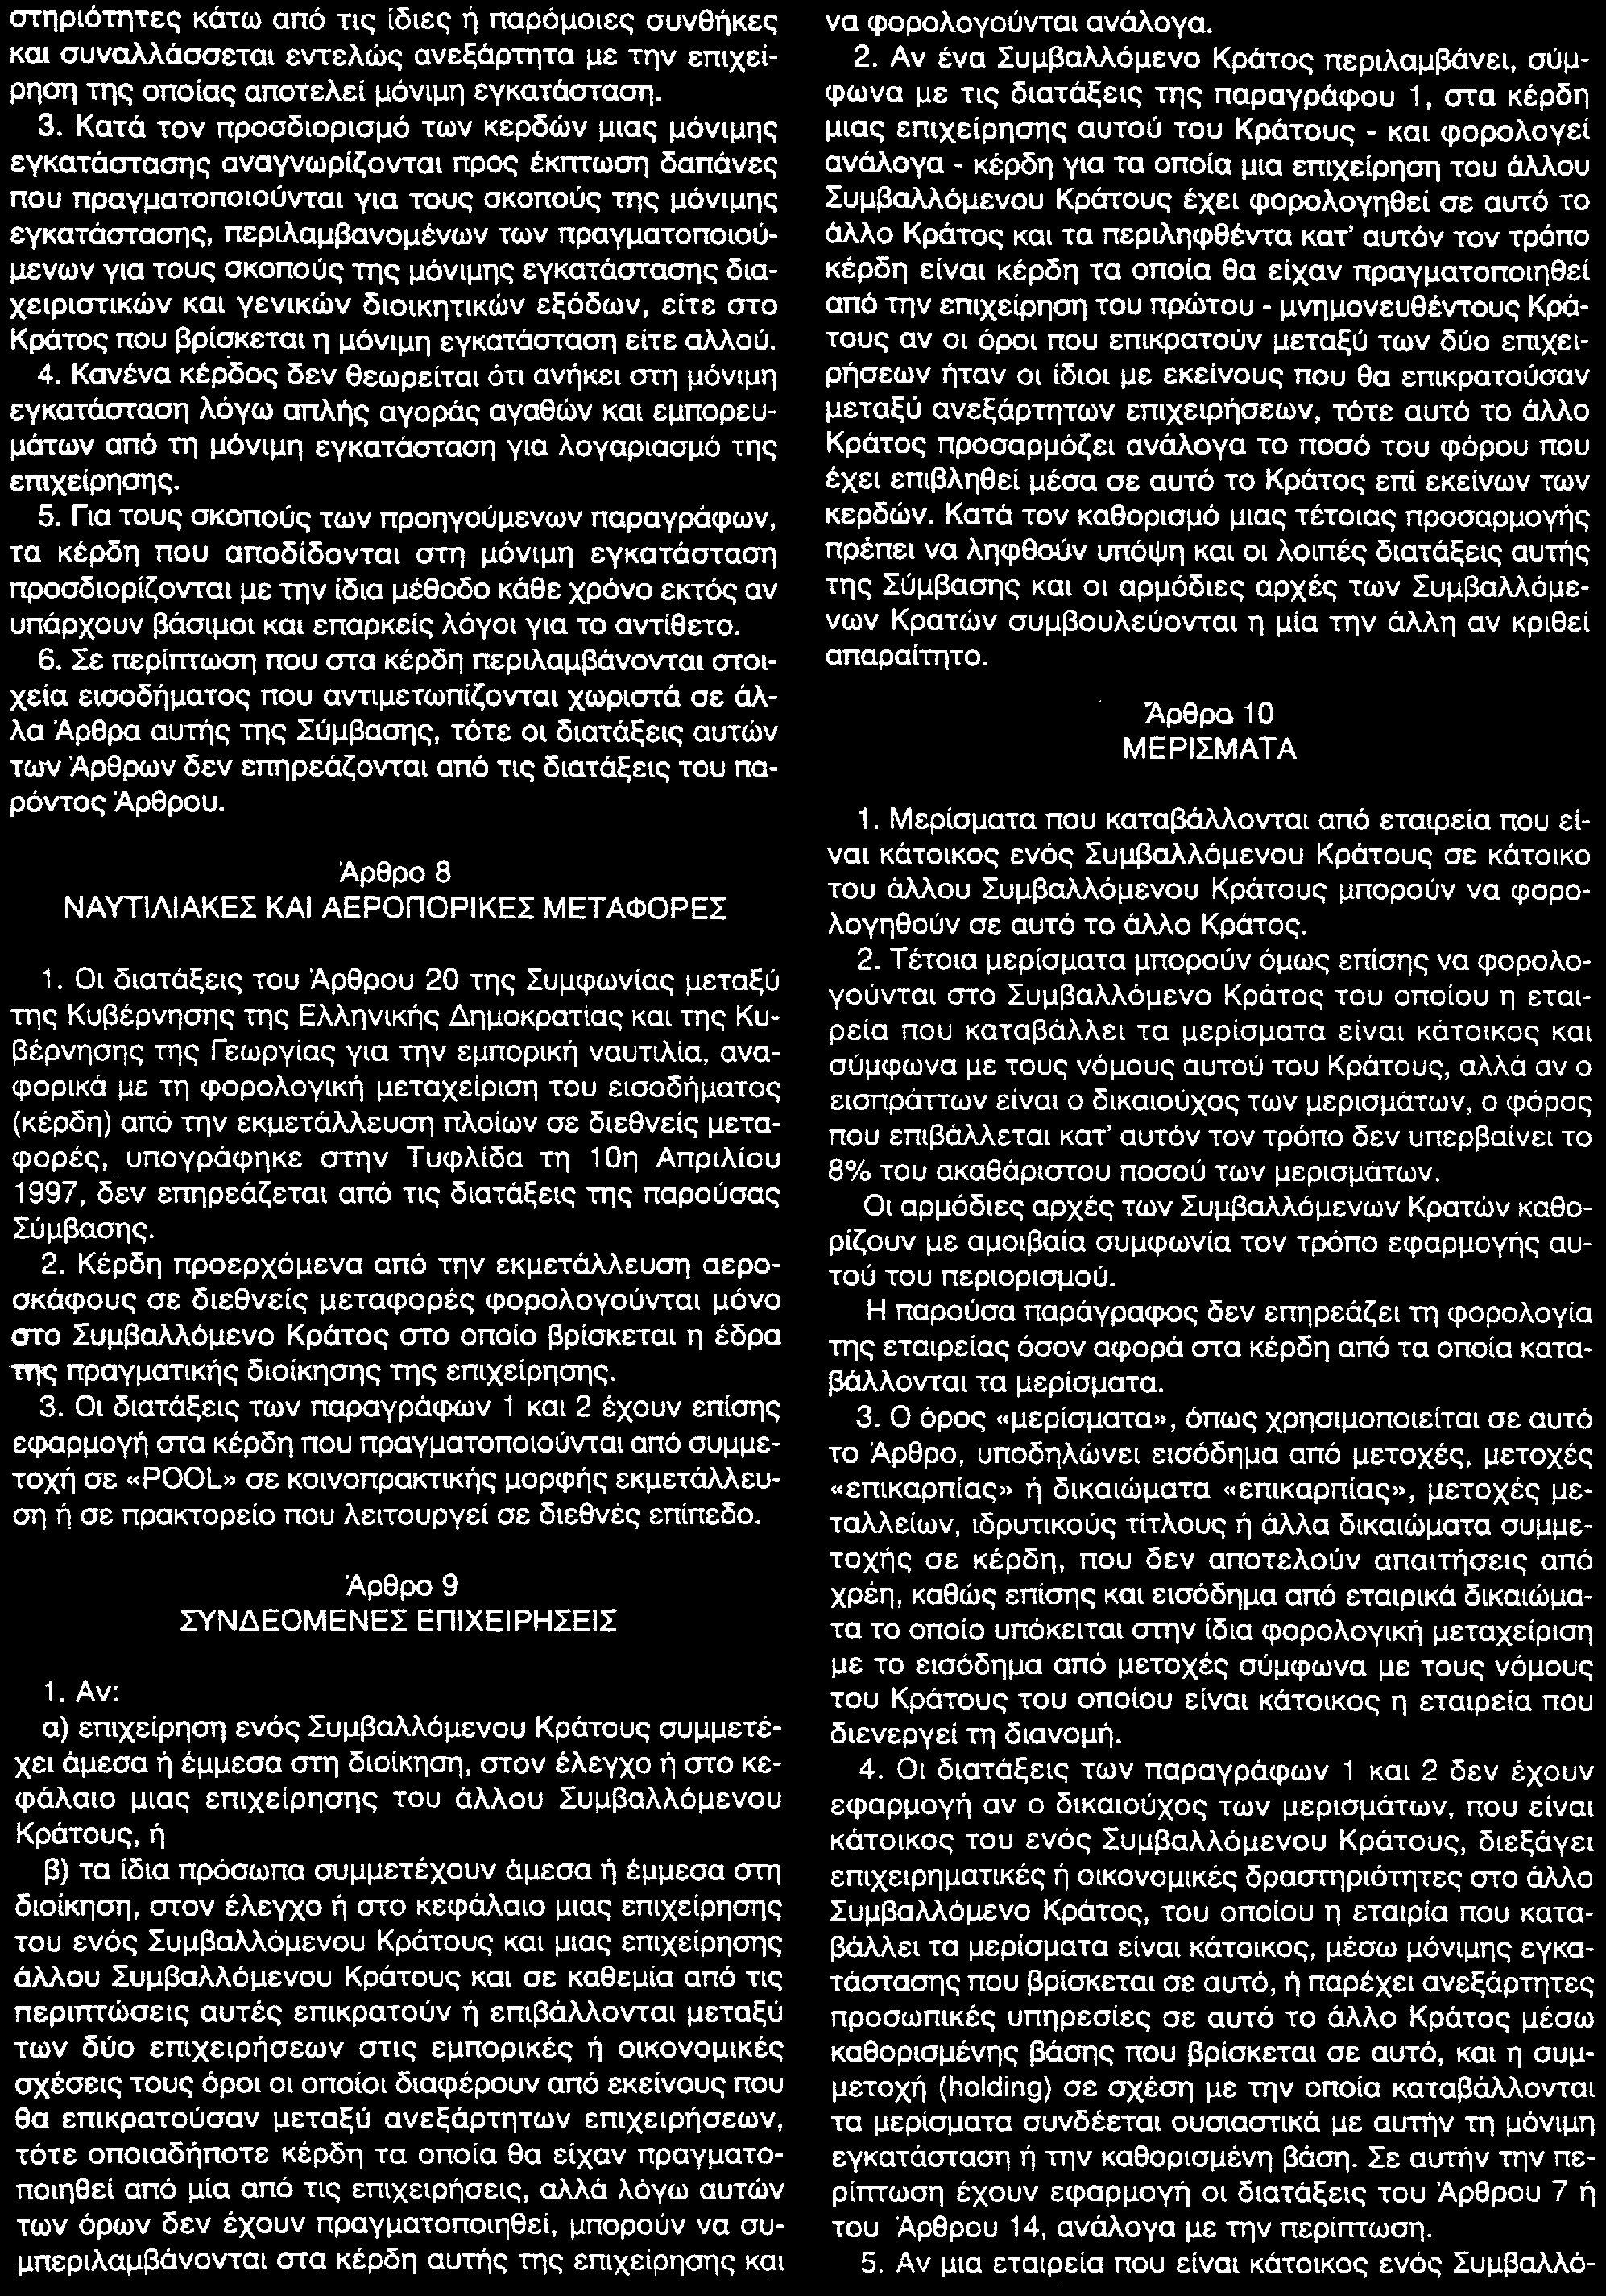 στηριότητες κάτω από τις ίδιες ή παρόμοιες συνθήκες
και συναλλάσσεται εντελώς ανεξάρτητα με την επιχεί-
ρηση της οποίας αποτελεί μόνιμη εγκατάσταση.
3. Κατά τον προσδιορισμό των κερδών μιας μόνιμης
εγκατάστασης αναγνωρίζονται προς έκπτωση δαπάνες
που πραγματοποιούνται για τους σκοπούς της μόνιμης
εγκατάστασης, περιλαμβανομένων των πραγματοποιού-
μενων για τους σκοπούς της μόνιμης εγκατάστασης δια-
χειριστικών και γενικών διοικητικών εξόδων, είτε στο
Κράτος που βρίσκεται η μόνιμη εγκατάσταση είτε αλλού.
4. Κανένα κέρδος δεν θεωρείται ότι ανήκει στη μόνιμη
εγκατάσταση λόγω απλής αγοράς αγαθών και εμπορευ-
μάτων από τη μόνιμη εγκατάσταση για λογαριασμό της
επιχείρησης.
5. Για τους σκοπούς των προηγούμενων παραγράφων,
τα κέρδη που αποδίδονται στη μόνιμη εγκατάσταση
προσδιορίζονται με την ίδια μέθοδο κάθε χρόνο εκτός αν
υπάρχουν βάσιμοι και επαρκείς λόγοι για το αντίθετο.
6. Σε περίπτωση που στα κέρδη περιλαμβάνονται στοι-
χεία εισοδήματος που αντιμετωπίζονται χωριστά σε άλ-
λα Άρθρα αυτής της Σύμβασης, τότε οι διατάξεις αυτών
των Άρθρων δεν επηρεάζονται από τις διατάξεις του πα-
ρόντος Άρθρου.
Άρθρο 8
ΝΑΥΤΙΛΙΑΚΕΣ ΚΑΙ ΑΕΡΟΠΟΡΙΚΕΣ ΜΕΤΑΦΟΡΕΣ
1. Οι διατάξεις του Άρθρου 20 της Συμφωνίας μεταξύ
της Κυβέρνησης της Ελληνικής Δημοκρατίας και της Κυ-
βέρνησης της Γεωργίας για την εμπορική ναυτιλία, ανα-
φορικά με τη φορολογική μεταχείριση του εισοδήματος
(κέρδη) από την εκμετάλλευση πλοίων σε διεθνείς μετα-
φορές, υπογράφηκε στην Τυφλίδα τη 10η Απριλίου
1997, δεν επηρεάζεται από τις διατάξεις της παρούσας
Σύμβασης.
2. Κέρδη προερχόμενα από την εκμετάλλευση αερο-
σκάφους σε διεθνείς μεταφορές φορολογούνται μόνο
στο Συμβαλλόμενο Κράτος στο οποίο βρίσκεται η έδρα
της πραγματικής διοίκησης της επιχείρησης.
3. Οι διατάξεις των παραγράφων 1 και 2 έχουν επίσης
εφαρμογή στα κέρδη που πραγματοποιούνται από συμμε-
τοχή σε «POOL» σε κοινοπρακτικής μορφής εκμετάλλευ-
ση ή σε πρακτορείο που λειτουργεί σε διεθνές επίπεδο.
Άρθρο 9
ΣΥΝΔΕΟΜΕΝΕΣ ΕΠΙΧΕΙΡΗΣΕΙΣ
1. Αν:
α) επιχείρηση ενός Συμβαλλόμενου Κράτους συμμετέ-
χει άμεσα ή έμμεσα στη διοίκηση, στον έλεγχο ή στο κε-
φάλαιο μιας επιχείρησης του άλλου Συμβαλλόμενου
Κράτους, ή
β) τα ίδια πρόσωπα συμμετέχουν άμεσα ή έμμεσα στη
διοίκηση, στον έλεγχο ή στο κεφάλαιο μιας επιχείρησης
του ενός Συμβαλλόμενου Κράτους και μιας επιχείρησης
άλλου Συμβαλλόμενου Κράτους και σε καθεμία από τις
περιπτώσεις αυτές επικρατούν ή επιβάλλονται μεταξύ
των δύο επιχειρήσεων στις εμπορικές ή οικονομικές
σχέσεις τους όροι οι οποίοι διαφέρουν από εκείνους που
θα επικρατούσαν μεταξύ ανεξάρτητων επιχειρήσεων,
τότε οποιαδήποτε κέρδη τα οποία θα είχαν πραγματο-
ποιηθεί από μία από τις επιχειρήσεις, αλλά λόγω αυτών
των όρων δεν έχουν πραγματοποιηθεί, μπορούν να συ-
μπεριλαμβάνονται στα κέρδη αυτής της επιχείρησης και
να φορολογούνται ανάλογα.
2. Αν ένα Συμβαλλόμενο Κράτος περιλαμβάνει, σύμ-
φωνα με τις διατάξεις της παραγράφου 1, στα κέρδη
μιας επιχείρησης αυτού του Κράτους - και φορολογεί
ανάλογα - κέρδη για τα οποία μια επιχείρηση του άλλου
Συμβαλλόμενου Κράτους έχει φορολογηθεί σε αυτό το
άλλο Κράτος και τα περιληφθέντα κατ' αυτόν τον τρόπο
κέρδη είναι κέρδη τα οποία θα είχαν πραγματοποιηθεί
από την επιχείρηση του πρώτου - μνημονευθέντους Κρά-
τους αν οι όροι που επικρατούν μεταξύ των δύο επιχει-
ρήσεων ήταν οι ίδιοι με εκείνους που θα επικρατούσαν
μεταξύ ανεξάρτητων επιχειρήσεων, τότε αυτό το άλλο
Κράτος προσαρμόζει ανάλογα το ποσό του φόρου που
έχει επιβληθεί μέσα σε αυτό το Κράτος επί εκείνων των
κερδών. Κατά τον καθορισμό μιας τέτοιας προσαρμογής
πρέπει να ληφθούν υπόψη και οι λοιπές διατάξεις αυτής
της Σύμβασης και οι αρμόδιες αρχές των Συμβαλλόμε-
νων Κρατών συμβουλεύονται η μία την άλλη αν κριθεί
απαραίτητο.
Άρθρο 10
ΜΕΡΙΣΜΑΤΑ
1. Μερίσματα που καταβάλλονται από εταιρεία που εί-
ναι κάτοικος ενός Συμβαλλόμενου Κράτους σε κάτοικο
του άλλου Συμβαλλόμενου Κράτους μπορούν να φορο-
λογηθούν σε αυτό το άλλο Κράτος.
2. Τέτοια μερίσματα μπορούν όμως επίσης να φορολο-
γούνται στο Συμβαλλόμενο Κράτος του οποίου η εται-
ρεία που καταβάλλει τα μερίσματα είναι κάτοικος και
σύμφωνα με τους νόμους αυτού του Κράτους, αλλά αν ο
εισπράττων είναι ο δικαιούχος των μερισμάτων, ο φόρος
που επιβάλλεται κατ' αυτόν τον τρόπο δεν υπερβαίνει το
8% του ακαθάριστου ποσού των μερισμάτων.
Οι αρμόδιες αρχές των Συμβαλλόμενων Κρατών καθο-
ρίζουν με αμοιβαία συμφωνία τον τρόπο εφαρμογής αυ-
τού του περιορισμού.
Η παρούσα παράγραφος δεν επηρεάζει τη φορολογία
της εταιρείας όσον αφορά στα κέρδη από τα οποία κατα-
βάλλονται τα μερίσματα.
3. Ο όρος «μερίσματα», όπως χρησιμοποιείται σε αυτό
το Άρθρο, υποδηλώνει εισόδημα από μετοχές, μετοχές
«επικαρπίας» ή δικαιώματα «επικαρπίας», μετοχές με-
ταλλείων, ιδρυτικούς τίτλους ή άλλα δικαιώματα συμμε-
τοχής σε κέρδη, που δεν αποτελούν απαιτήσεις από
χρέη, καθώς επίσης και εισόδημα από εταιρικά δικαιώμα-
τα το οποίο υπόκειται στην ίδια φορολογική μεταχείριση
με το εισόδημα από μετοχές σύμφωνα με τους νόμους
του Κράτους του οποίου είναι κάτοικος η εταιρεία που
διενεργεί τη διανομή.
4. Οι διατάξεις των παραγράφων 1 και 2 δεν έχουν
εφαρμογή αν ο δικαιούχος των μερισμάτων, που είναι
κάτοικος του ενός Συμβαλλόμενου Κράτους, διεξάγει
επιχειρηματικές ή οικονομικές δραστηριότητες στο άλλο
Συμβαλλόμενο Κράτος, του οποίου η εταιρία που κατα-
βάλλει τα μερίσματα είναι κάτοικος, μέσω μόνιμης εγκα-
τάστασης που βρίσκεται σε αυτό, ή παρέχει ανεξάρτητες
προσωπικές υπηρεσίες σε αυτό το άλλο Κράτος μέσω
καθορισμένης βάσης που βρίσκεται σε αυτό, και η συμ-
μετοχή (holding) σε σχέση με την οποία καταβάλλονται
τα μερίσματα συνδέεται ουσιαστικά με αυτήν τη μόνιμη
εγκατάσταση ή την καθορισμένη βάση. Σε αυτήν την πε-
ρίπτωση έχουν εφαρμογή οι διατάξεις του Άρθρου 7 ή
του Άρθρου 14, ανάλογα με την περίπτωση.
5. Αν μια εταιρεία που είναι κάτοικος ενός Συμβαλλό-